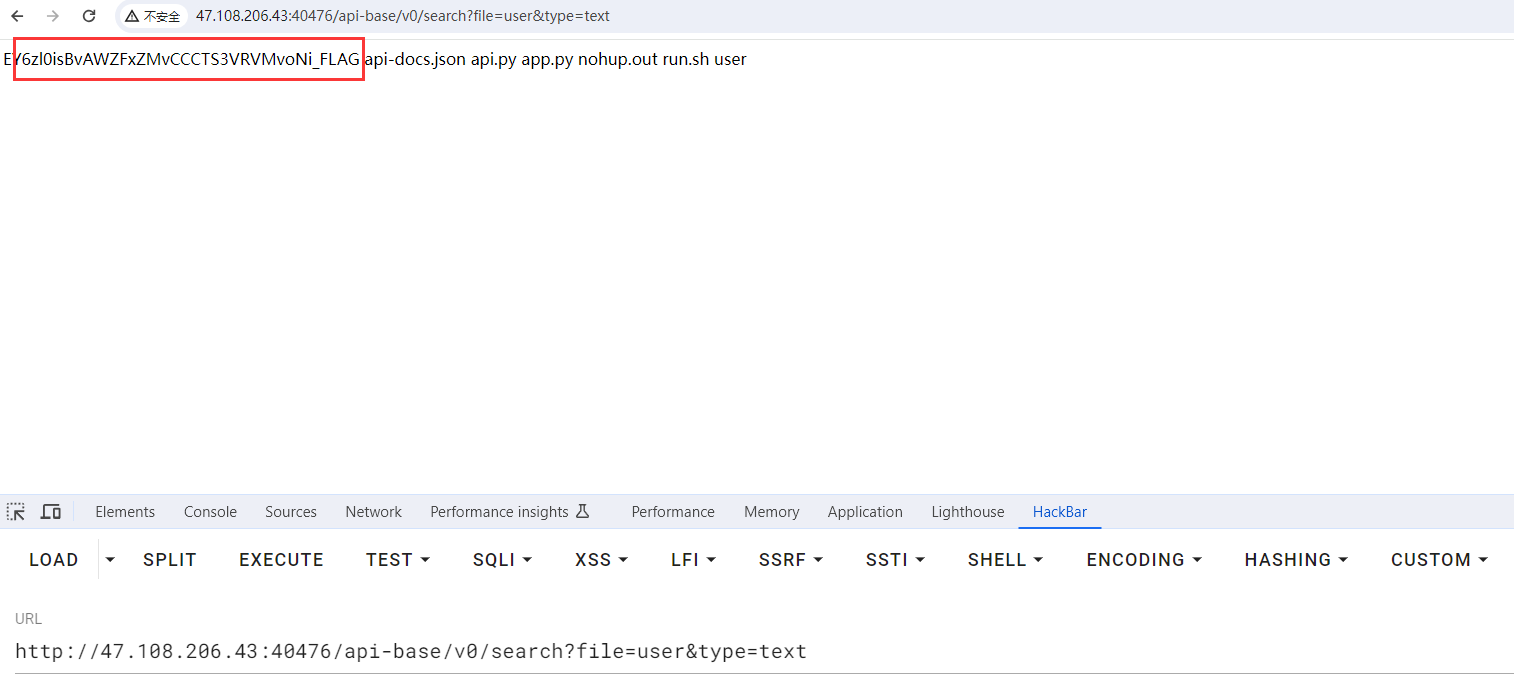 不安全 47.108.206.43:40476/api-base/v0/search?file=user&type=text
EY6zl0isBvAWZFxZMvCCCTS3VRVMvoNi_FLAG api-docs.json api.py app.py nohup.out run.sh user
Elements Console Sources Network Performance insights Performance Memory Application Lighthouse HackBar
LOAD SPLIT EXECUTE TEST SQLI XSS LFI SSRF SSTI SHELL ENCODING HASHING CUSTOM
URL
http://47.108.206.43:40476/api-base/v0/search?file=user&type=text